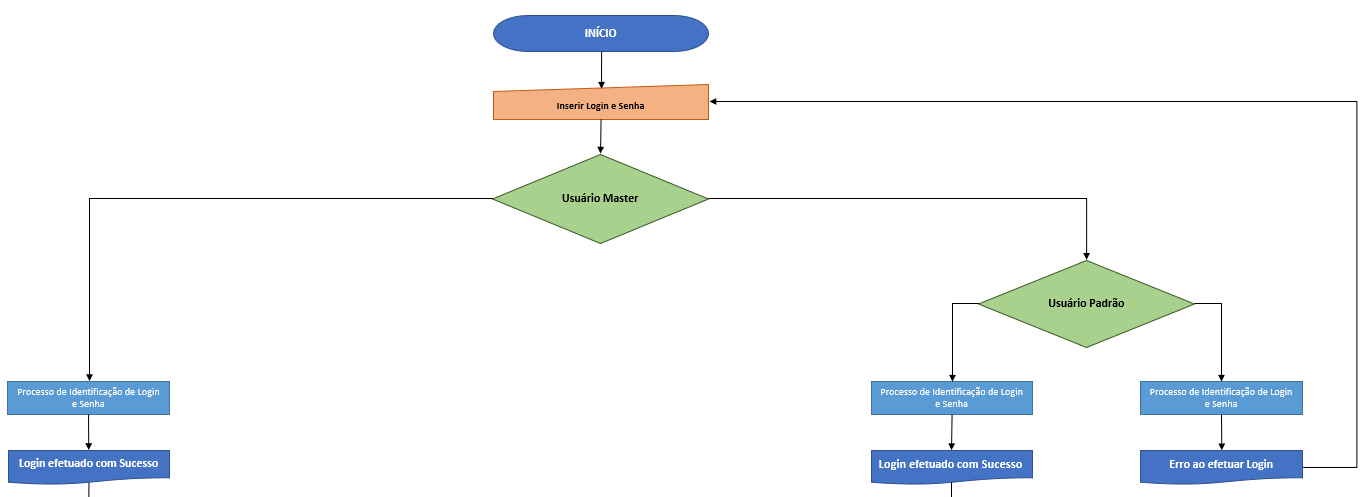 INÍCIO
Inserir Login e Senha
Usuário Master
Usuário Padrão
Processo de Identificação de Login
e Senha
Processo de Identificação de Login
e Senha
Processo de Identificação de Login
e Senha
Login efetuado com Sucesso
Login efetuado com Sucesso
Erro ao efetuar Login